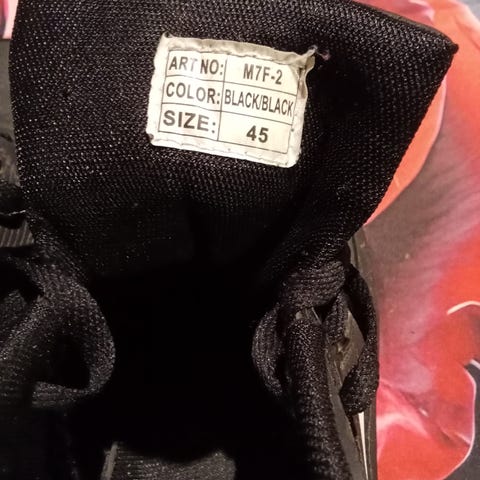 ART NO: M7F-2
COLOR: BLACK/BLACK
SIZE: 45